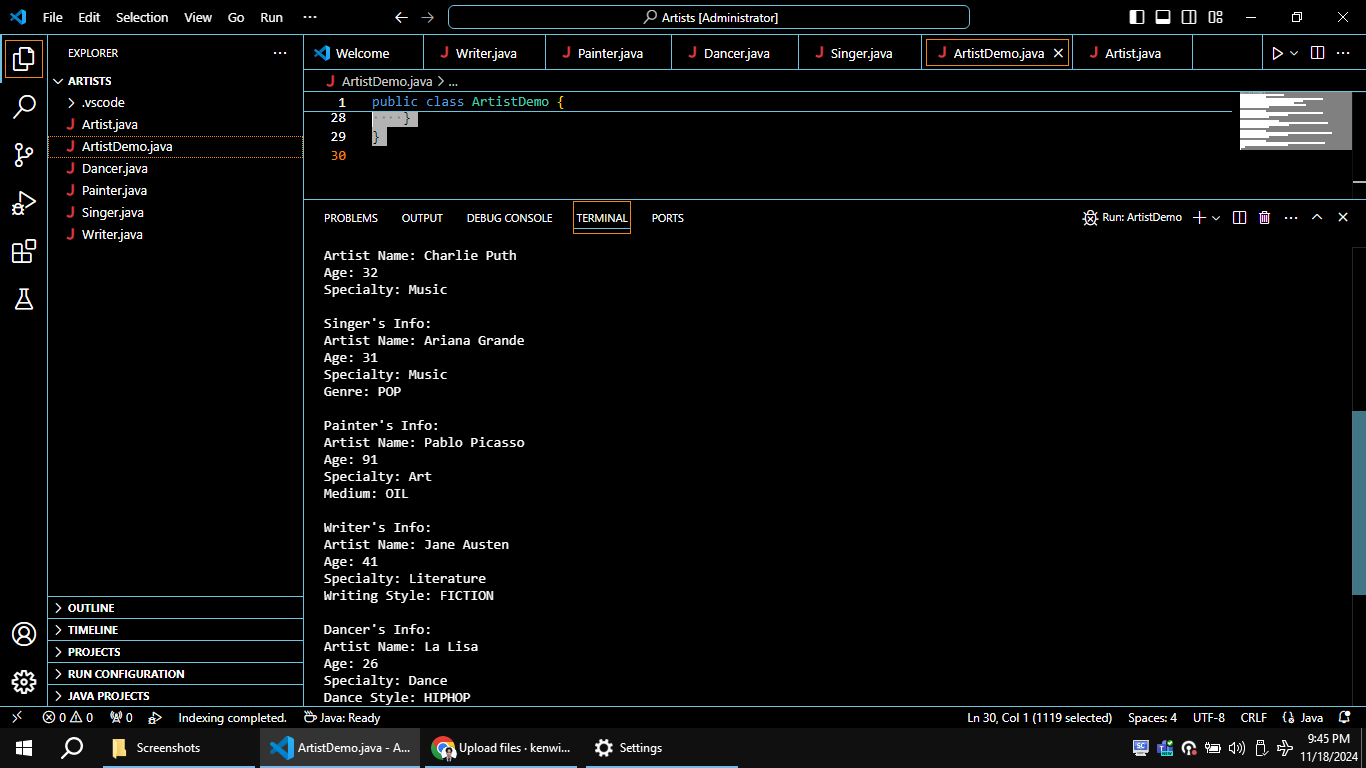 File Edit Selection View Go Run ··· Artists [Administrator]
EXPLORER ···
Welcome Writer.java Painter.java Dancer.java Singer.java ArtistDemo.java Artist.java ···
ARTISTS
.vscode
Artist.java
ArtistDemo.java
Dancer.java
Painter.java
Singer.java
Writer.java
OUTLINE
TIMELINE
PROJECTS
RUN CONFIGURATION
JAVA PROJECTS
ArtistDemo.java > ...
1 public class ArtistDemo {
28 ····}
29 }
30
PROBLEMS OUTPUT DEBUG CONSOLE TERMINAL PORTS Run: ArtistDemo ···
Artist Name: Charlie Puth
Age: 32
Specialty: Music
Singer's Info:
Artist Name: Ariana Grande
Age: 31
Specialty: Music
Genre: POP
Painter's Info:
Artist Name: Pablo Picasso
Age: 91
Specialty: Art
Medium: OIL
Writer's Info:
Artist Name: Jane Austen
Age: 41
Specialty: Literature
Writing Style: FICTION
Dancer's Info:
Artist Name: La Lisa
Age: 26
Specialty: Dance
Dance Style: HIPHOP
0 0 0 Indexing completed. Java: Ready Ln 30, Col 1 (1119 selected) Spaces: 4 UTF-8 CRLF Java
Screenshots ArtistDemo.java - A... Upload files · kenwi... Settings
9:45 PM
11/18/2024